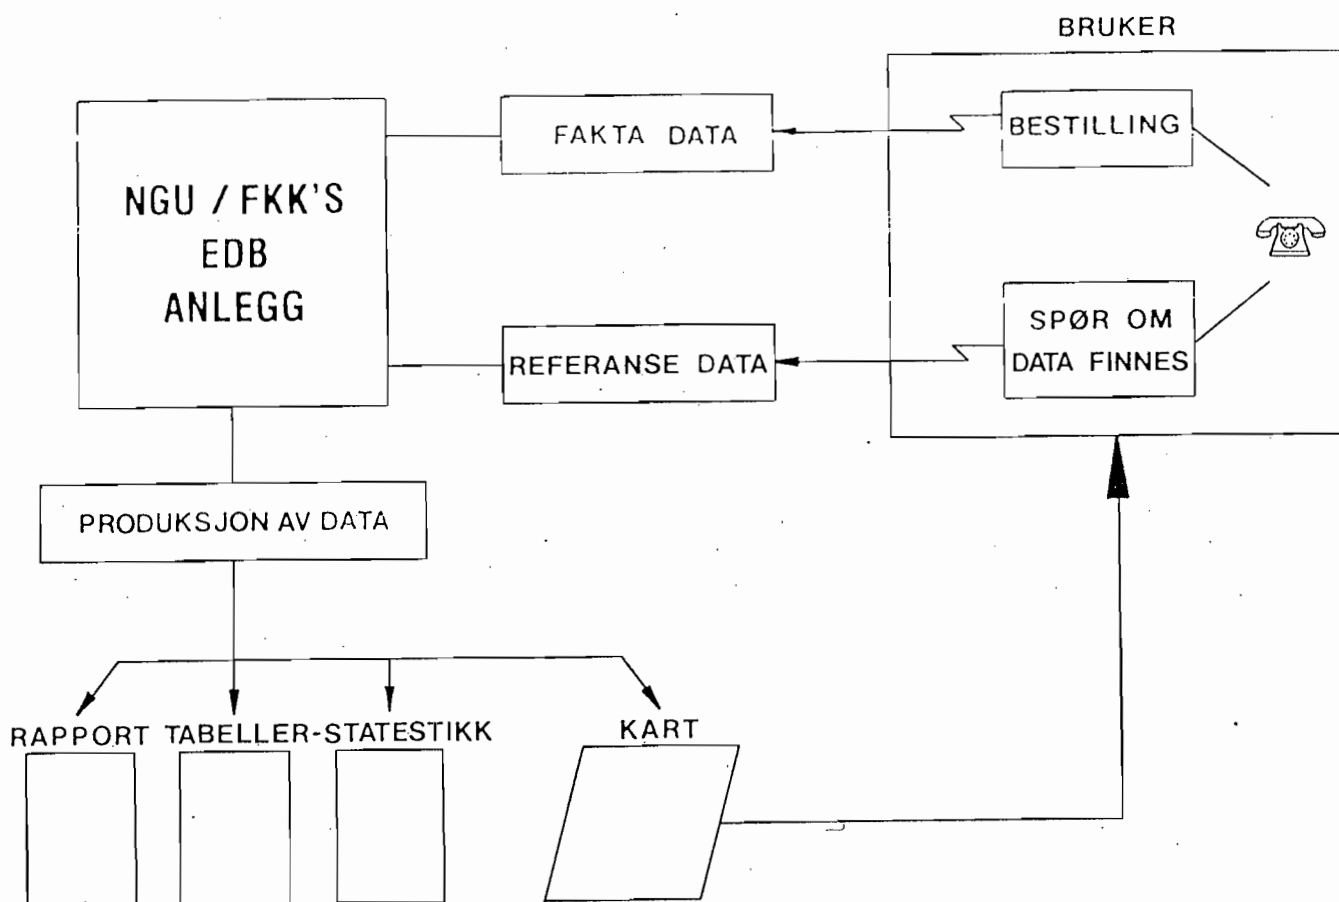 BRUKER
FAKTA DATA
BESTILLING
NGU / FKK'S
EDB
ANLEGG
REFERANSE DATA
SPØR OM
DATA FINNES
PRODUKSJON AV DATA
RAPPORT TABELLER-STATESTIKK
KART